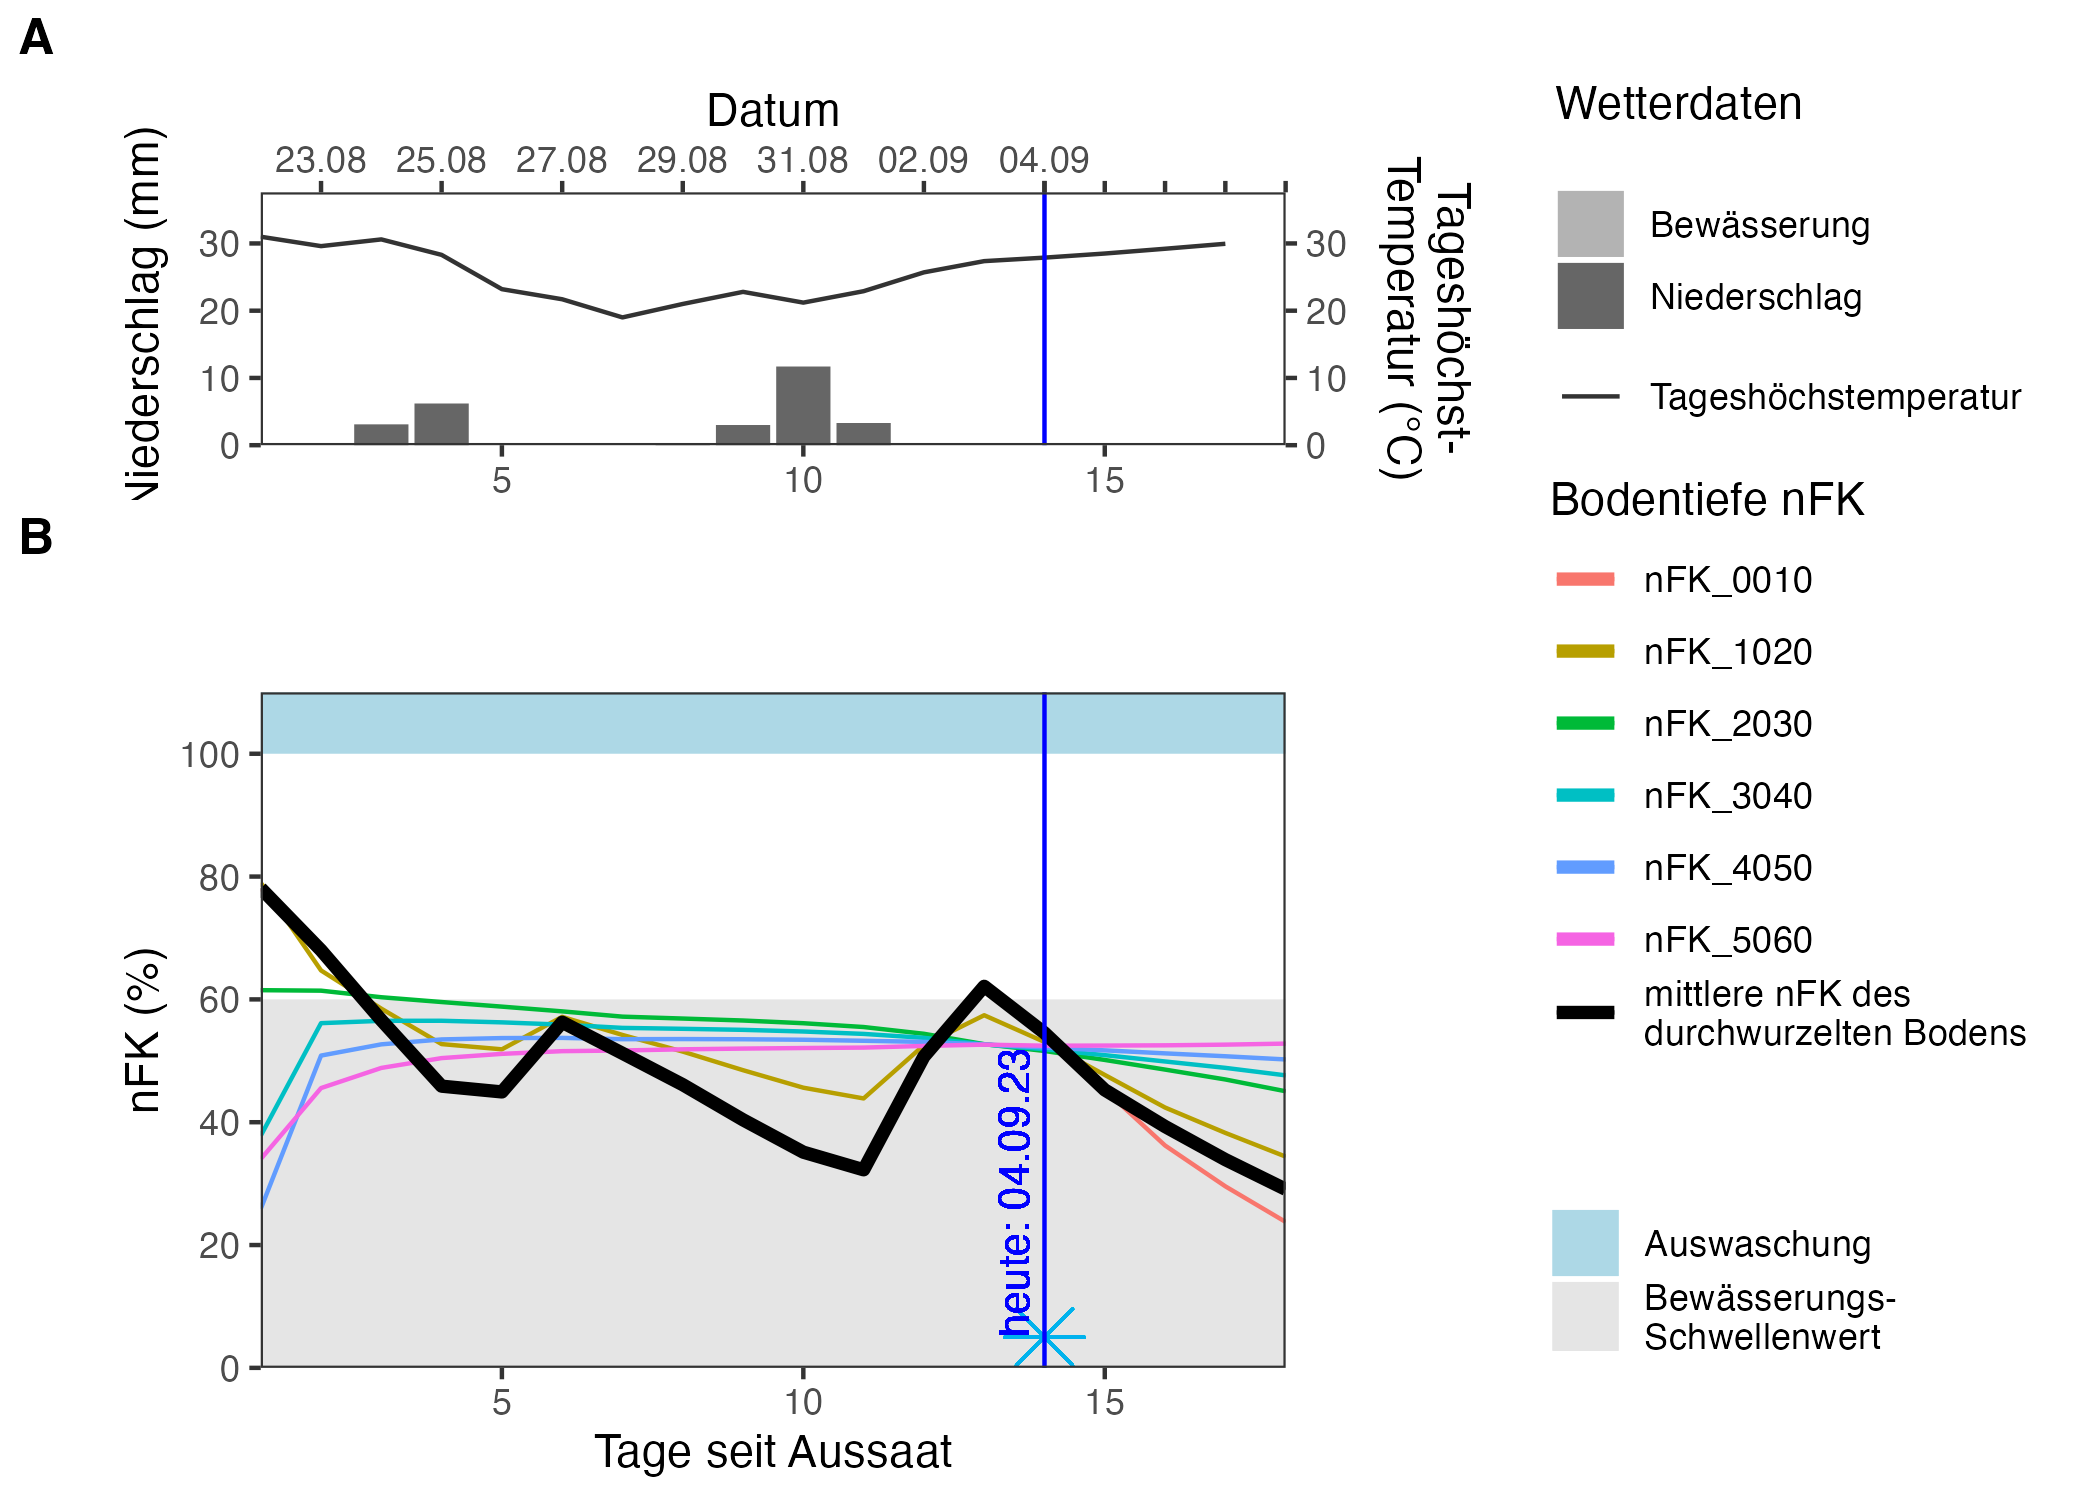 A
Datum
23.08 25.08 27.08 29.08 31.08 02.09 04.09
Niederschlag (mm)
30
20
10
0
30
20
10
0
Tageshöchst-
Temperatur (°C)
5 10 15
Wetterdaten
Bewässerung
Niederschlag
Tageshöchstemperatur
Bodentiefe nFK
nFK_0010
nFK_1020
nFK_2030
nFK_3040
nFK_4050
nFK_5060
mittlere nFK des
durchwurzelten Bodens
Auswaschung
Bewässerungs-
Schwellenwert
B
nFK (%)
100
80
60
40
20
0
heute: 04.09.23
5 10 15
Tage seit Aussaat